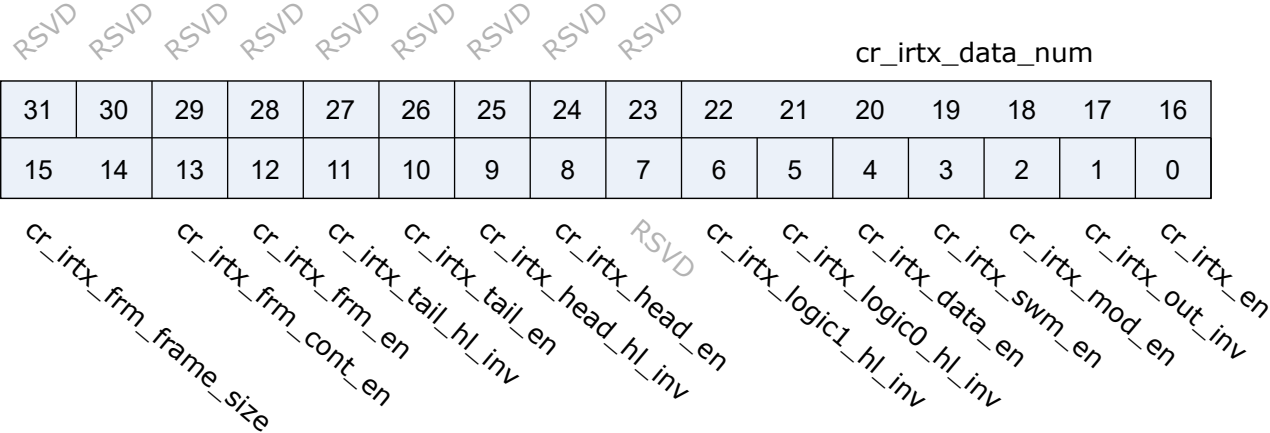 RSVD RSVD RSVD RSVD RSVD RSVD RSVD RSVD RSVD
cr_irtx_data_num
31 30 29 28 27 26 25 24 23 22 21 20 19 18 17 16
15 14 13 12 11 10 9 8 7 6 5 4 3 2 1 0
cr_irtx_frm_frame_size
cr_irtx_frm_cont_en
cr_irtx_frm_en
cr_irtx_tail_hl_inv
cr_irtx_tail_en
cr_irtx_head_hl_inv
cr_irtx_head_en
RSVD
cr_irtx_logic1_hl_inv
cr_irtx_logic0_hl_inv
cr_irtx_data_en
cr_irtx_swm_en
cr_irtx_mod_en
cr_irtx_out_inv
cr_irtx_en